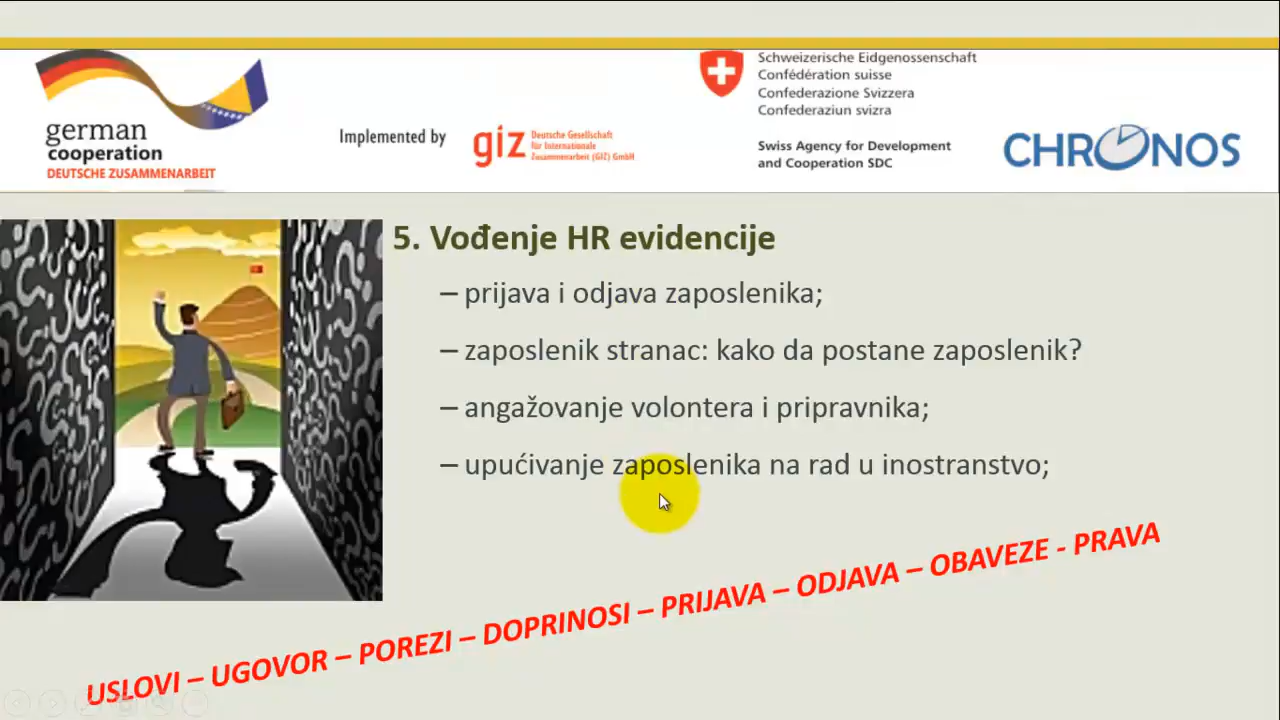 german
cooperation
DEUTSCHE ZUSAMMENARBEIT
Implemented by
giz
Deutsche Gesellschaft
für Internationale
Zusammenarbeit (GIZ) GmbH
Schweizerische Eidgenossenschaft
Confédération suisse
Confederazione Svizzera
Confederaziun svizra
Swiss Agency for Development
and Cooperation SDC
CHRONOS
5. Vođenje HR evidencije
– prijava i odjava zaposlenika;
– zaposlenik stranac: kako da postane zaposlenik?
– angažovanje volontera i pripravnika;
– upućivanje zaposlenika na rad u inostranstvo;
USLOVI – UGOVOR – POREZI – DOPRINOSI – PRIJAVA – ODJAVA – OBAVEZE - PRAVA